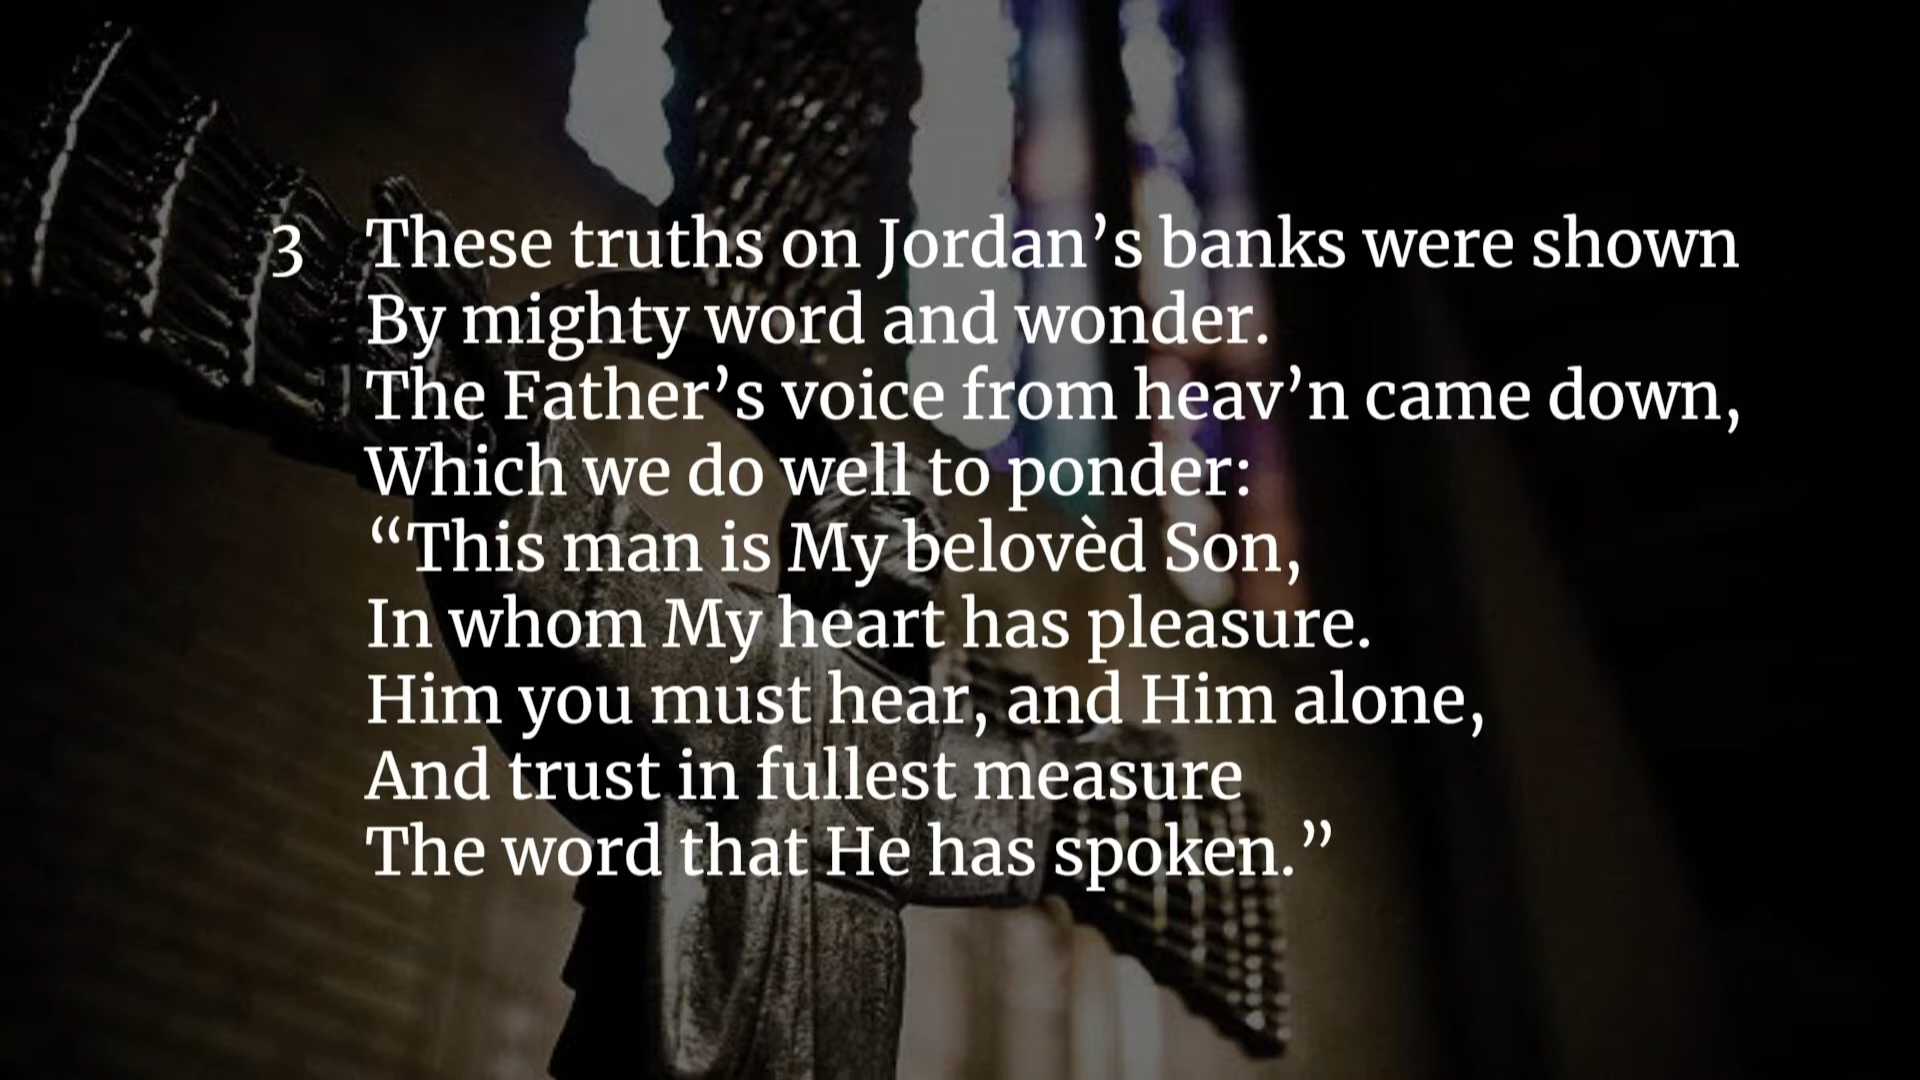 3 These truths on Jordan’s banks were shown
By mighty word and wonder.
The Father’s voice from heav’n came down,
Which we do well to ponder:
“This man is My belovèd Son,
In whom My heart has pleasure.
Him you must hear, and Him alone,
And trust in fullest measure
The word that He has spoken.”